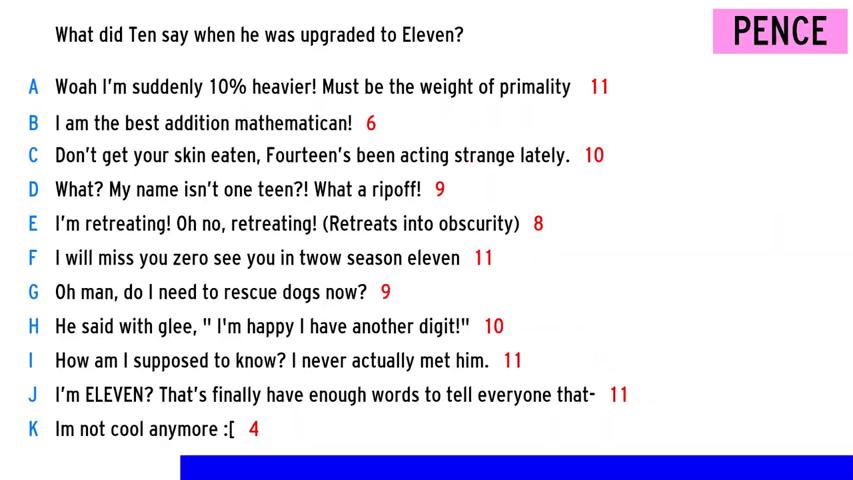 What did Ten say when he was upgraded to Eleven?
PENCE
A Woah I'm suddenly 10% heavier! Must be the weight of primality 11
B I am the best addition mathematican! 6
C Don't get your skin eaten, Fourteen's been acting strange lately. 10
D What? My name isn't one teen?! What a ripoff! 9
E I'm retreating! Oh no, retreating! (Retreats into obscurity) 8
F I will miss you zero see you in twow season eleven 11
G Oh man, do I need to rescue dogs now? 9
H He said with glee, " I'm happy I have another digit!" 10
I How am I supposed to know? I never actually met him. 11
J I'm ELEVEN? That's finally have enough words to tell everyone that- 11
K Im not cool anymore :[ 4